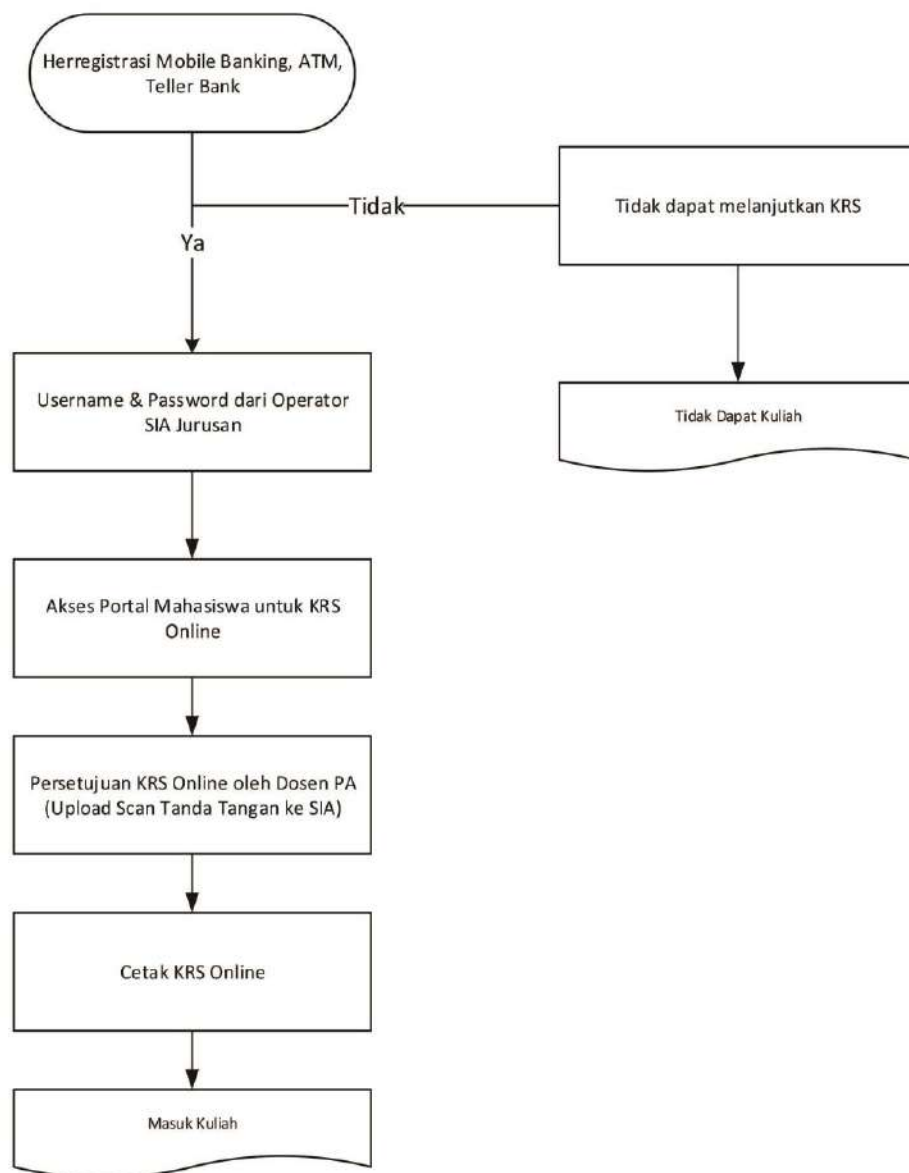 Herregistrasi Mobile Banking, ATM,
Teller Bank
Tidak
Tidak dapat melanjutkan KRS
Ya
Username & Password dari Operator
SIA Jurusan
Tidak Dapat Kuliah
Akses Portal Mahasiswa untuk KRS
Online
Persetujuan KRS Online oleh Dosen PA
(Upload Scan Tanda Tangan ke SIA)
Cetak KRS Online
Masuk Kuliah